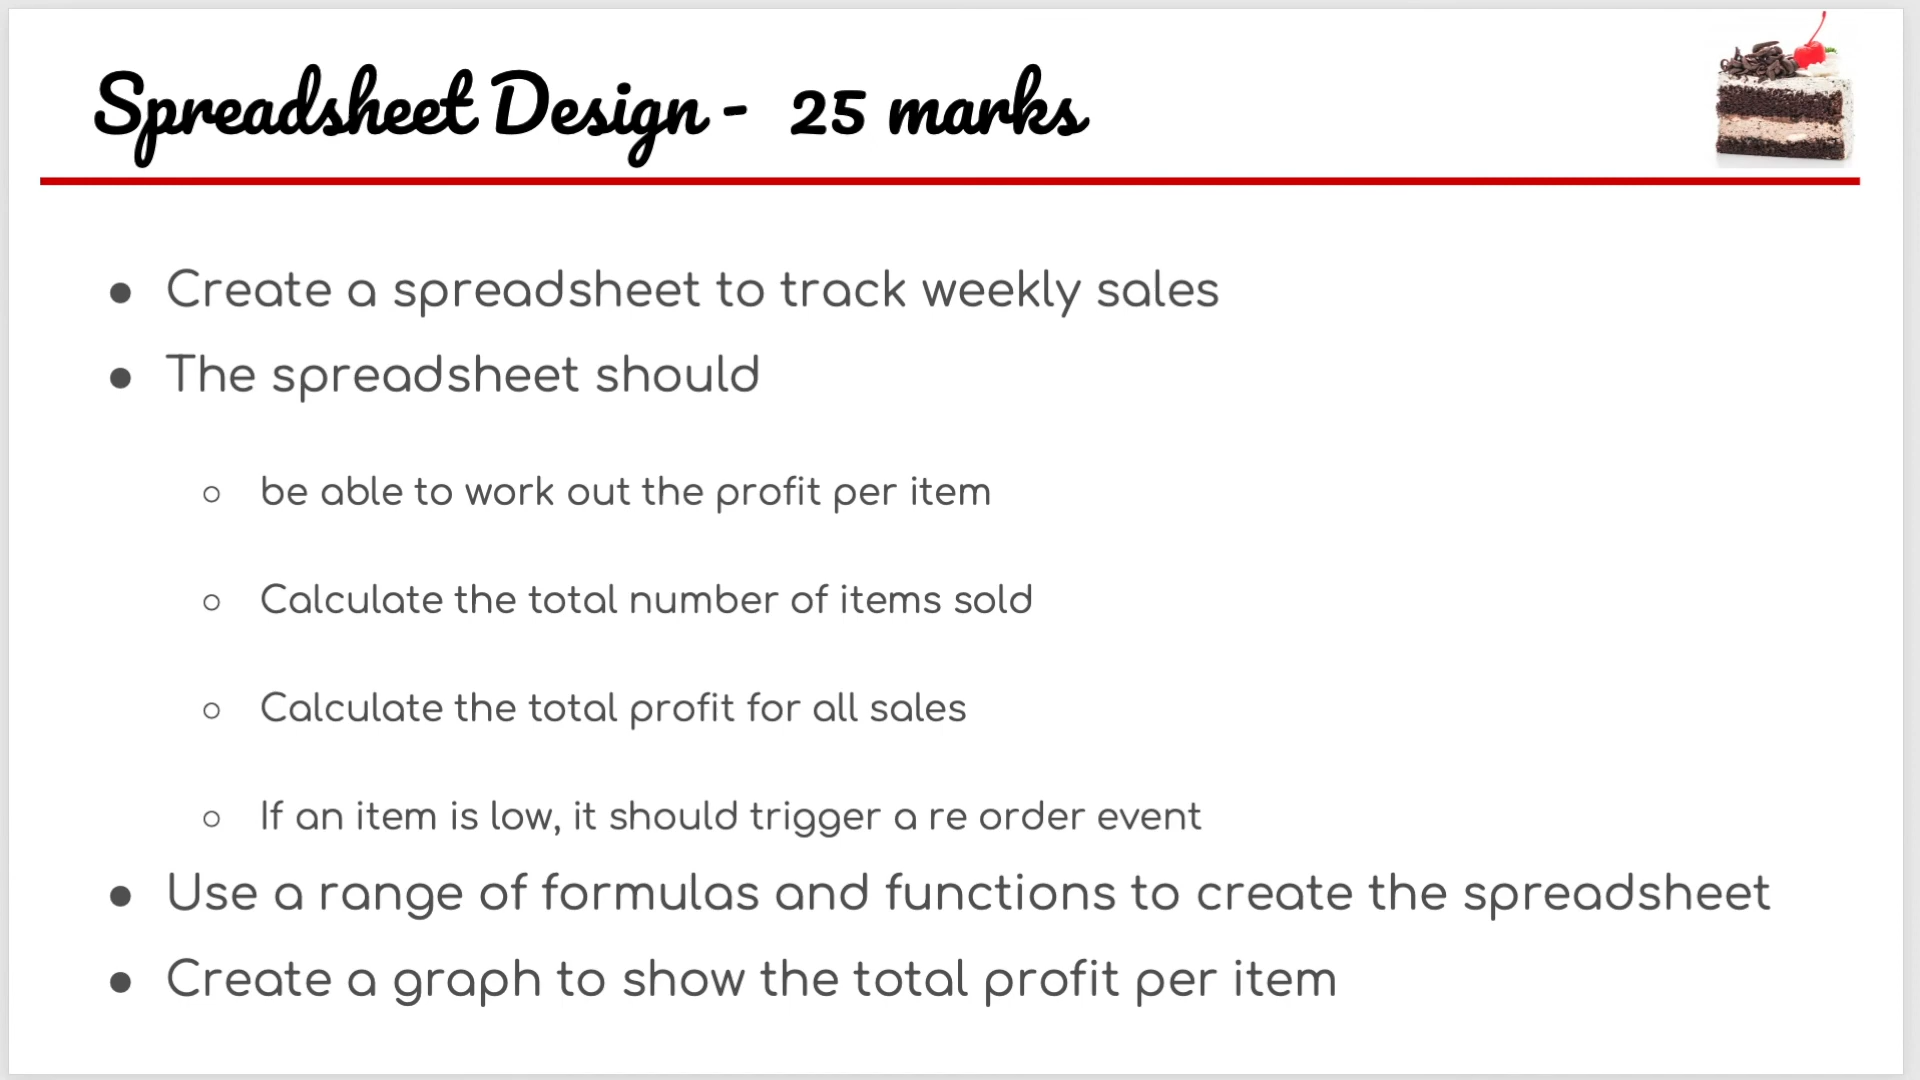 Spreadsheet Design - 25 marks
● Create a spreadsheet to track weekly sales
● The spreadsheet should
○ be able to work out the profit per item
○ Calculate the total number of items sold
○ Calculate the total profit for all sales
○ If an item is low, it should trigger a re order event
● Use a range of formulas and functions to create the spreadsheet
● Create a graph to show the total profit per item